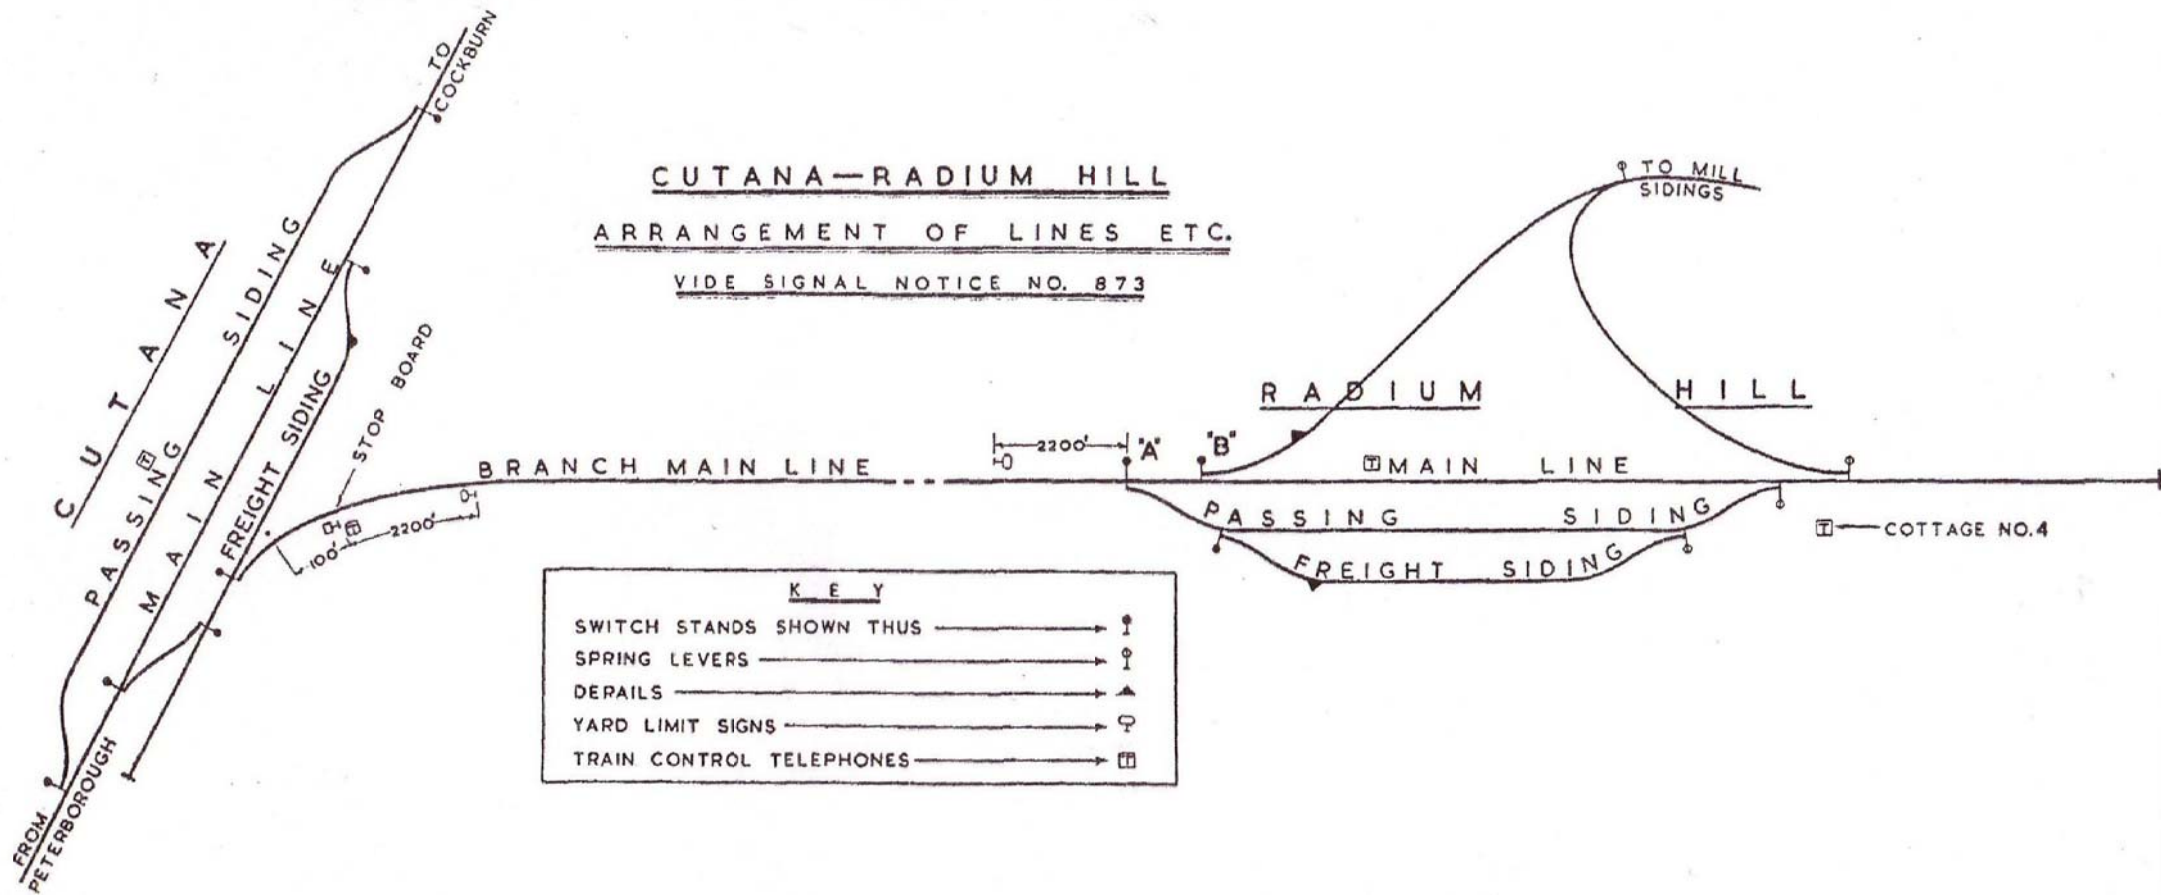 CUTANA—RADIUM HILL
ARRANGEMENT OF LINES ETC.
VIDE SIGNAL NOTICE NO. 873
TO
COCKBURN
CUTANA
PASSING SIDING
T
MAIN LINE
FREIGHT SIDING
STOP BOARD
FROM
PETERBOROUGH
100'
T
2200'
BRANCH MAIN LINE
2200'
"A"
"B"
RADIUM HILL
TO MILL
SIDINGS
T MAIN LINE
PASSING SIDING
FREIGHT SIDING
T — COTTAGE NO.4
KEY
SWITCH STANDS SHOWN THUS
SPRING LEVERS
DERAILS
YARD LIMIT SIGNS
TRAIN CONTROL TELEPHONES T